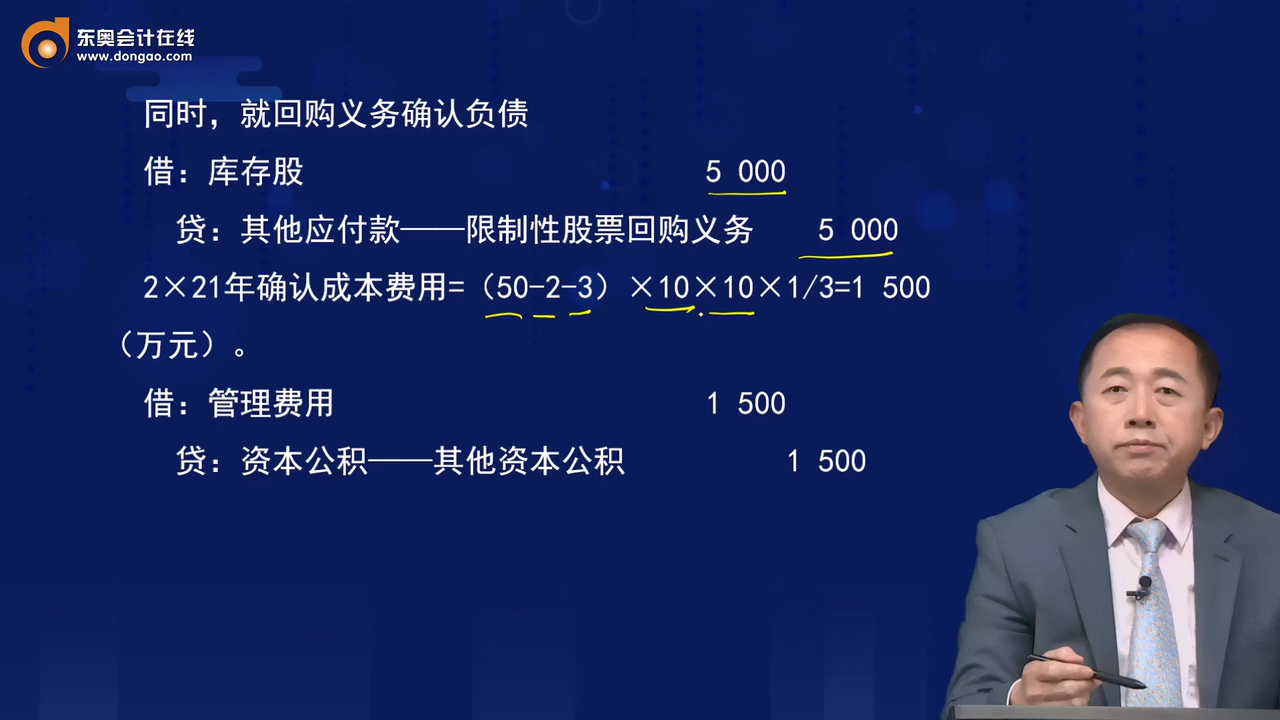 东奥会计在线
www.dongao.com
同时，就回购义务确认负债
借：库存股 5 000
贷：其他应付款——限制性股票回购义务 5 000
2×21年确认成本费用=（50-2-3）×10×10×1/3=1 500
（万元）。
借：管理费用 1 500
贷：资本公积——其他资本公积 1 500